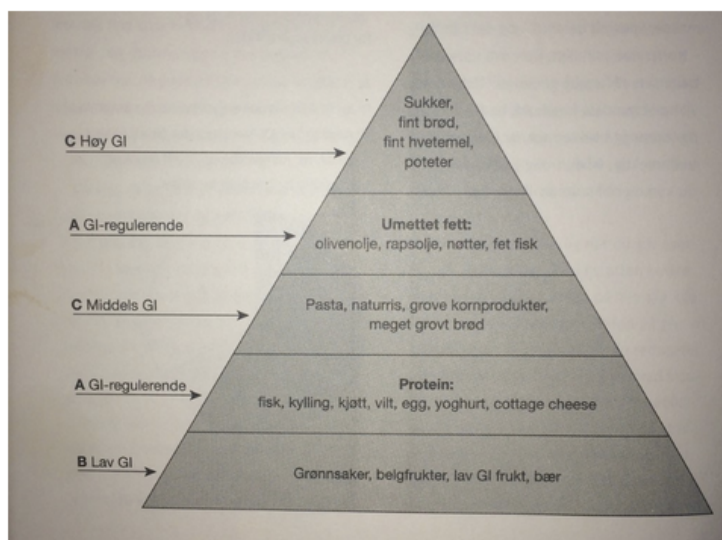 Sukker,
fint brød,
fint hvetemel,
poteter
C Høy GI
A GI-regulerende
Umettet fett:
olivenolje, rapsolje, nøtter, fet fisk
C Middels GI
Pasta, naturris, grove kornprodukter,
meget grovt brød
A GI-regulerende
Protein:
fisk, kylling, kjøtt, vilt, egg, yoghurt, cottage cheese
B Lav GI
Grønnsaker, belgfrukter, lav GI frukt, bær